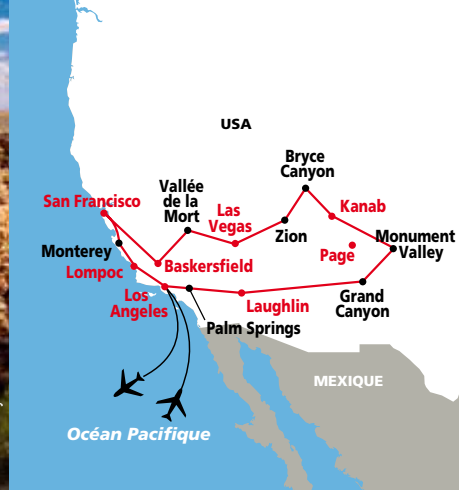 USA
Bryce
Canyon
Vallée
de la
Mort
San Francisco
Las
Vegas
Kanab
Zion
Monument
Valley
Page
Monterey
Baskersfield
Lompoc
Los
Angeles
Laughlin
Grand
Canyon
Palm Springs
MEXIQUE
Océan Pacifique